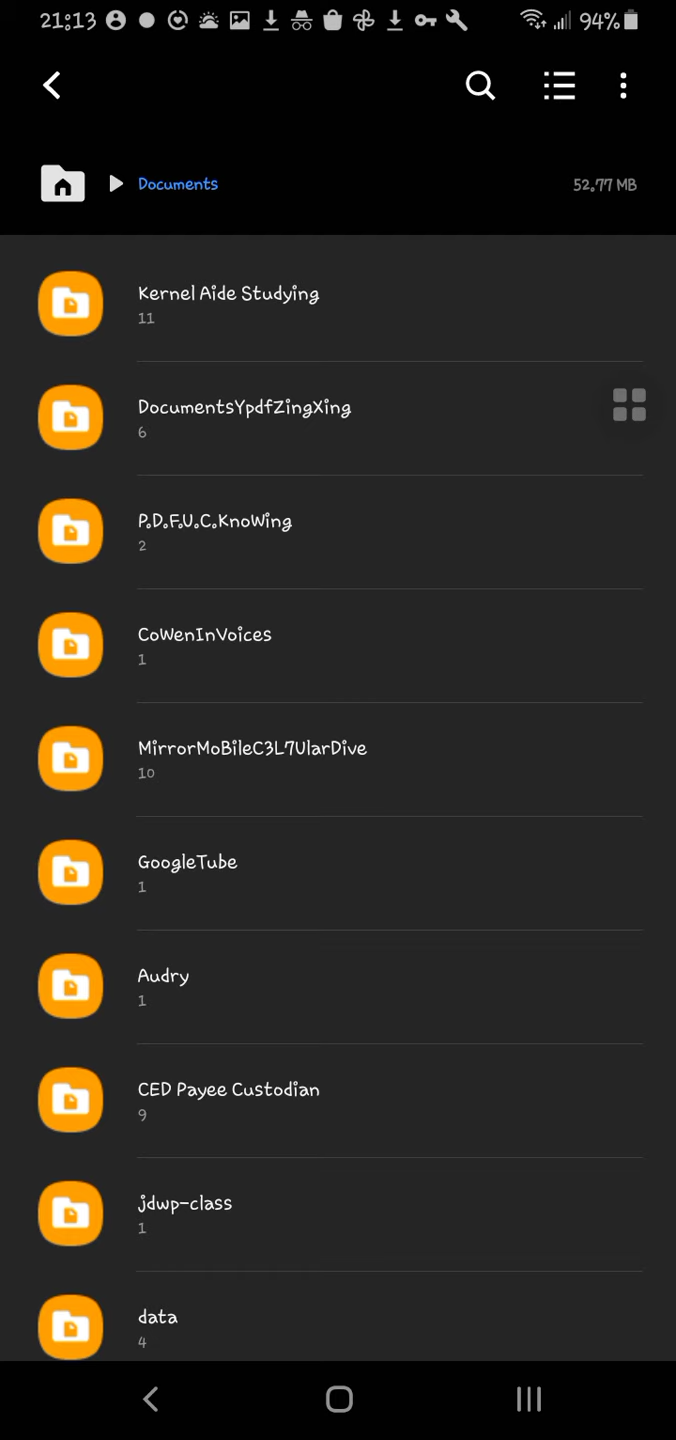 21:13
94%
Documents
52.77 MB
Kernel Aide Studying
11
DocumentsYpdfZingXing
6
P.D.F.U.C.KnoWing
2
CoWenInVoices
1
MirrorMoBileC3L7UlarDive
10
GoogleTube
1
Audry
1
CED Payee Custodian
9
jdwp-class
1
data
4